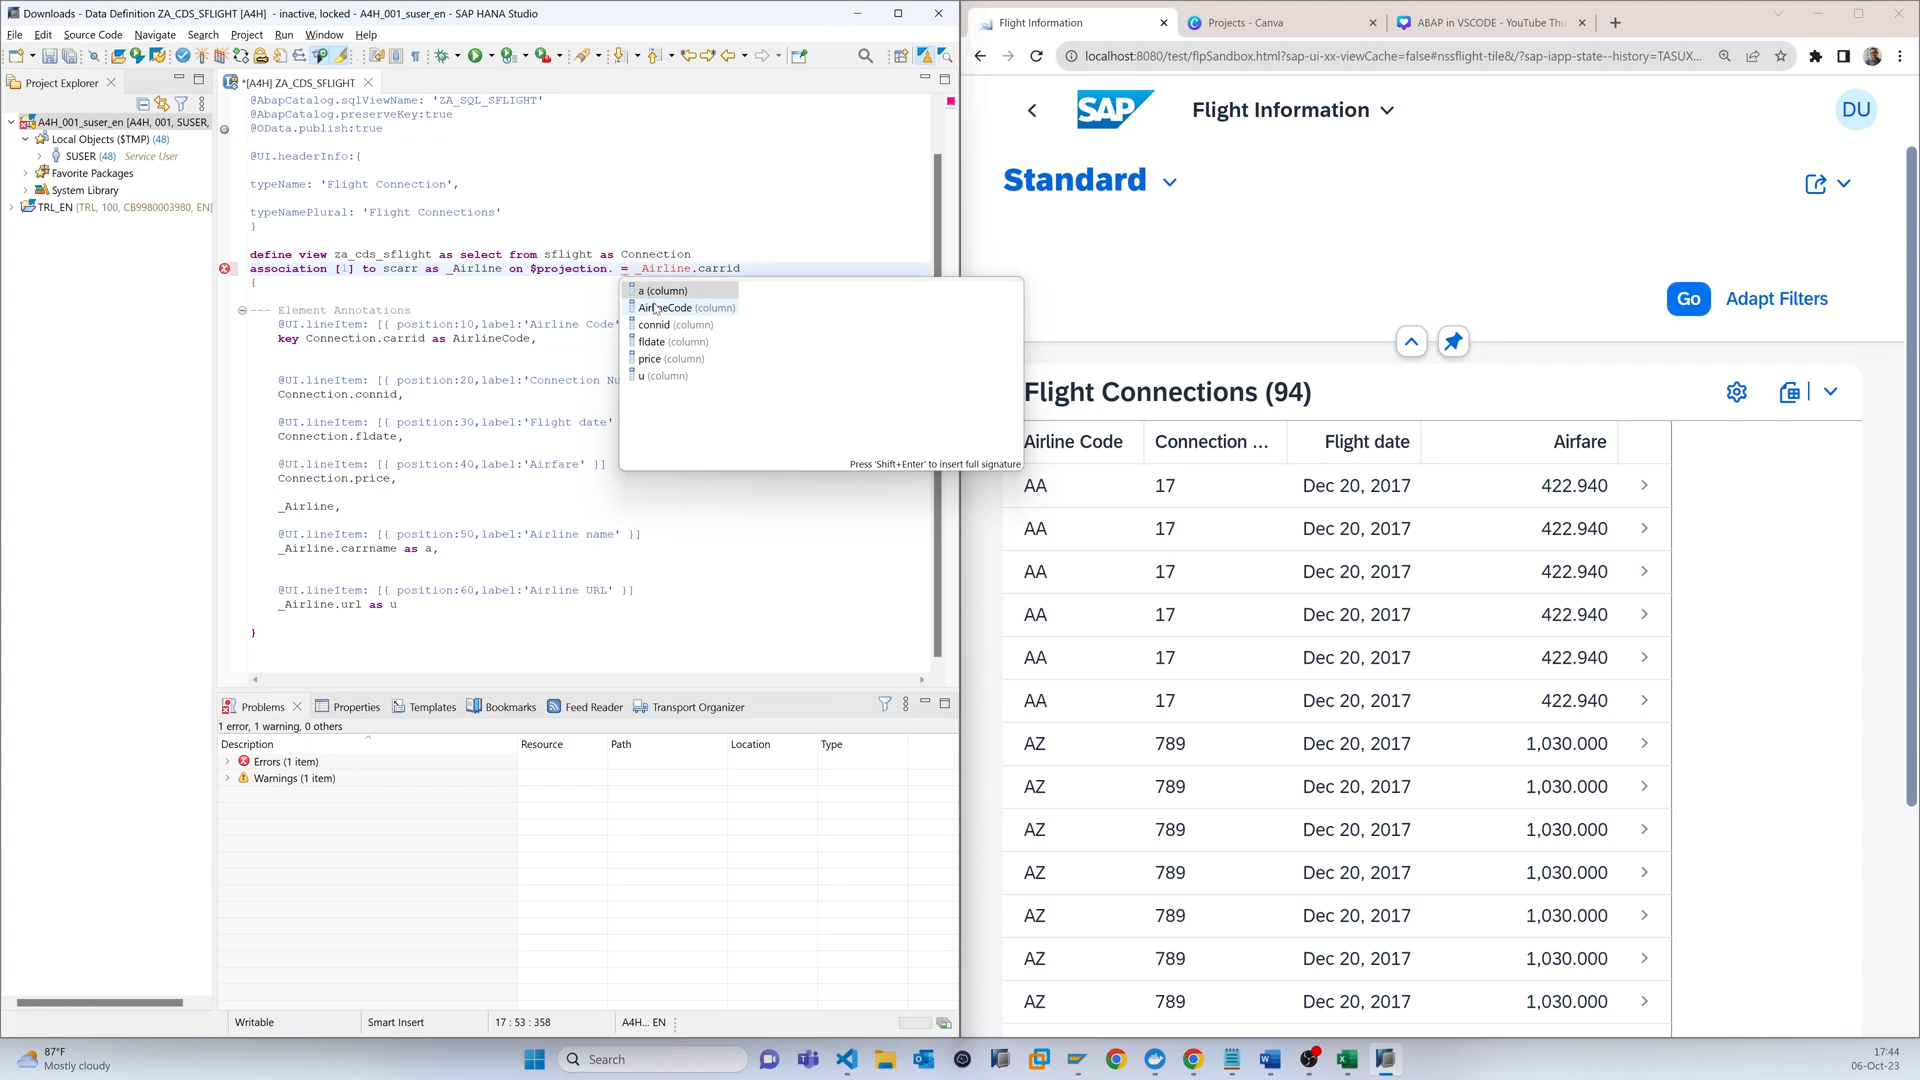 Downloads - Data Definition ZA_CDS_SFLIGHT [A4H] - inactive, locked - A4H_001_suser_en - SAP HANA Studio
File Edit Source Code Navigate Search Project Run Window Help
Project Explorer
A4H_001_suser_en [A4H, 001, SUSER,
Local Objects ($TMP) (48)
SUSER (48) Service User
Favorite Packages
System Library
TRL_EN [TRL, 100, CB9980003980, EN]
*[A4H] ZA_CDS_SFLIGHT
@AbapCatalog.sqlViewName: 'ZA_SQL_SFLIGHT'
@AbapCatalog.preserveKey:true
@OData.publish:true
@UI.headerInfo:{
typeName: 'Flight Connection',
typeNamePlural: 'Flight Connections'
}
define view za_cds_sflight as select from sflight as Connection
association [1] to scarr as _Airline on $projection. = _Airline.carrid
{
--- Element Annotations
@UI.lineItem: [{ position:10,label:'Airline Code'
key Connection.carrid as AirlineCode,
@UI.lineItem: [{ position:20,label:'Connection Nu
Connection.connid,
@UI.lineItem: [{ position:30,label:'Flight date'
Connection.fldate,
@UI.lineItem: [{ position:40,label:'Airfare' }]
Connection.price,
_Airline,
@UI.lineItem: [{ position:50,label:'Airline name' }]
_Airline.carrname as a,
@UI.lineItem: [{ position:60,label:'Airline URL' }]
_Airline.url as u
}
a (column)
AirlineCode (column)
connid (column)
fldate (column)
price (column)
u (column)
Press 'Shift+Enter' to insert full signature
Problems Properties Templates Bookmarks Feed Reader Transport Organizer
1 error, 1 warning, 0 others
Description Resource Path Location Type
Errors (1 item)
Warnings (1 item)
Writable Smart Insert 17 : 53 : 358 A4H... EN
Flight Information Projects - Canva ABAP in VSCODE - YouTube Thu
localhost:8080/test/flpSandbox.html?sap-ui-xx-viewCache=false#nssflight-tile&/?sap-iapp-state--history=TASUX...
SAP Flight Information DU
Standard
Go Adapt Filters
Flight Connections (94)
Airline Code Connection ... Flight date Airfare
AA 17 Dec 20, 2017 422.940
AA 17 Dec 20, 2017 422.940
AA 17 Dec 20, 2017 422.940
AA 17 Dec 20, 2017 422.940
AA 17 Dec 20, 2017 422.940
AA 17 Dec 20, 2017 422.940
AZ 789 Dec 20, 2017 1,030.000
AZ 789 Dec 20, 2017 1,030.000
AZ 789 Dec 20, 2017 1,030.000
AZ 789 Dec 20, 2017 1,030.000
AZ 789 Dec 20, 2017 1,030.000
AZ 789 Dec 20, 2017 1,030.000
AZ 789 Dec 20, 2017 1,030.000
87°F
Mostly cloudy
Search
17:44
06-Oct-23